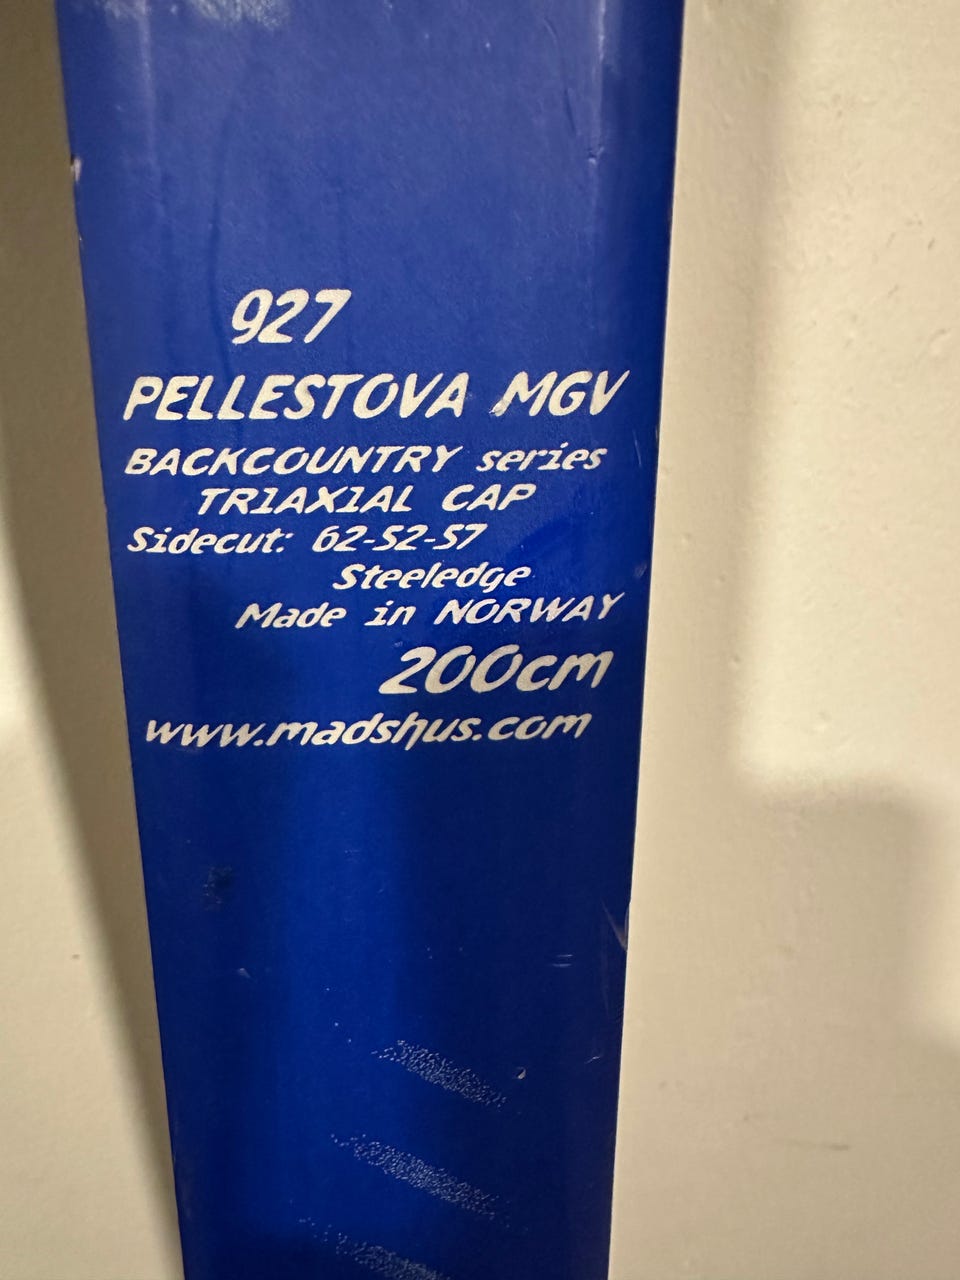 927
PELLESTOVA MGV
BACKCOUNTRY series
TRIAXIAL CAP
Sidecut: 62-52-57
Steeledge
Made in NORWAY
200cm
www.madshus.com